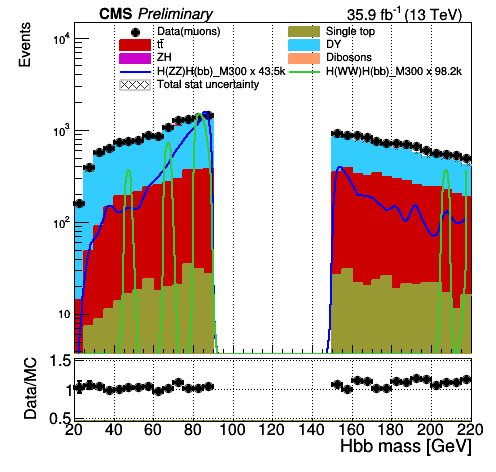 CMS Preliminary
35.9 fb⁻¹ (13 TeV)
Events
Data(muons)
Single top
tt̄
DY
ZH
Dibosons
H(ZZ)H(bb)_M300 x 43.5k
H(WW)H(bb)_M300 x 98.2k
Total stat uncertainty
10⁴
10³
10²
10
Data/MC
1.5
1
0.5
20 40 60 80 100 120 140 160 180 200 220
Hbb mass [GeV]